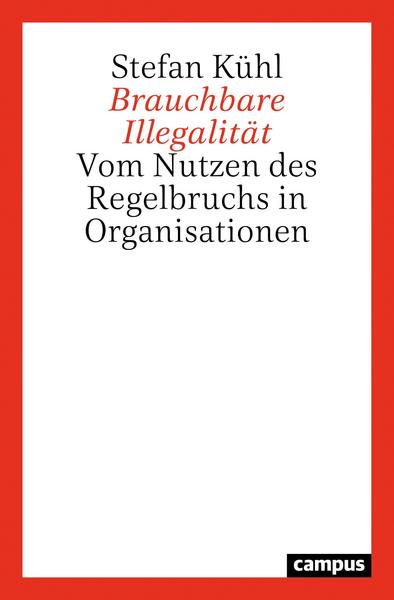 Stefan Kühl
Brauchbare
Illegalität
Vom Nutzen des
Regelbruchs in
Organisationen
campus